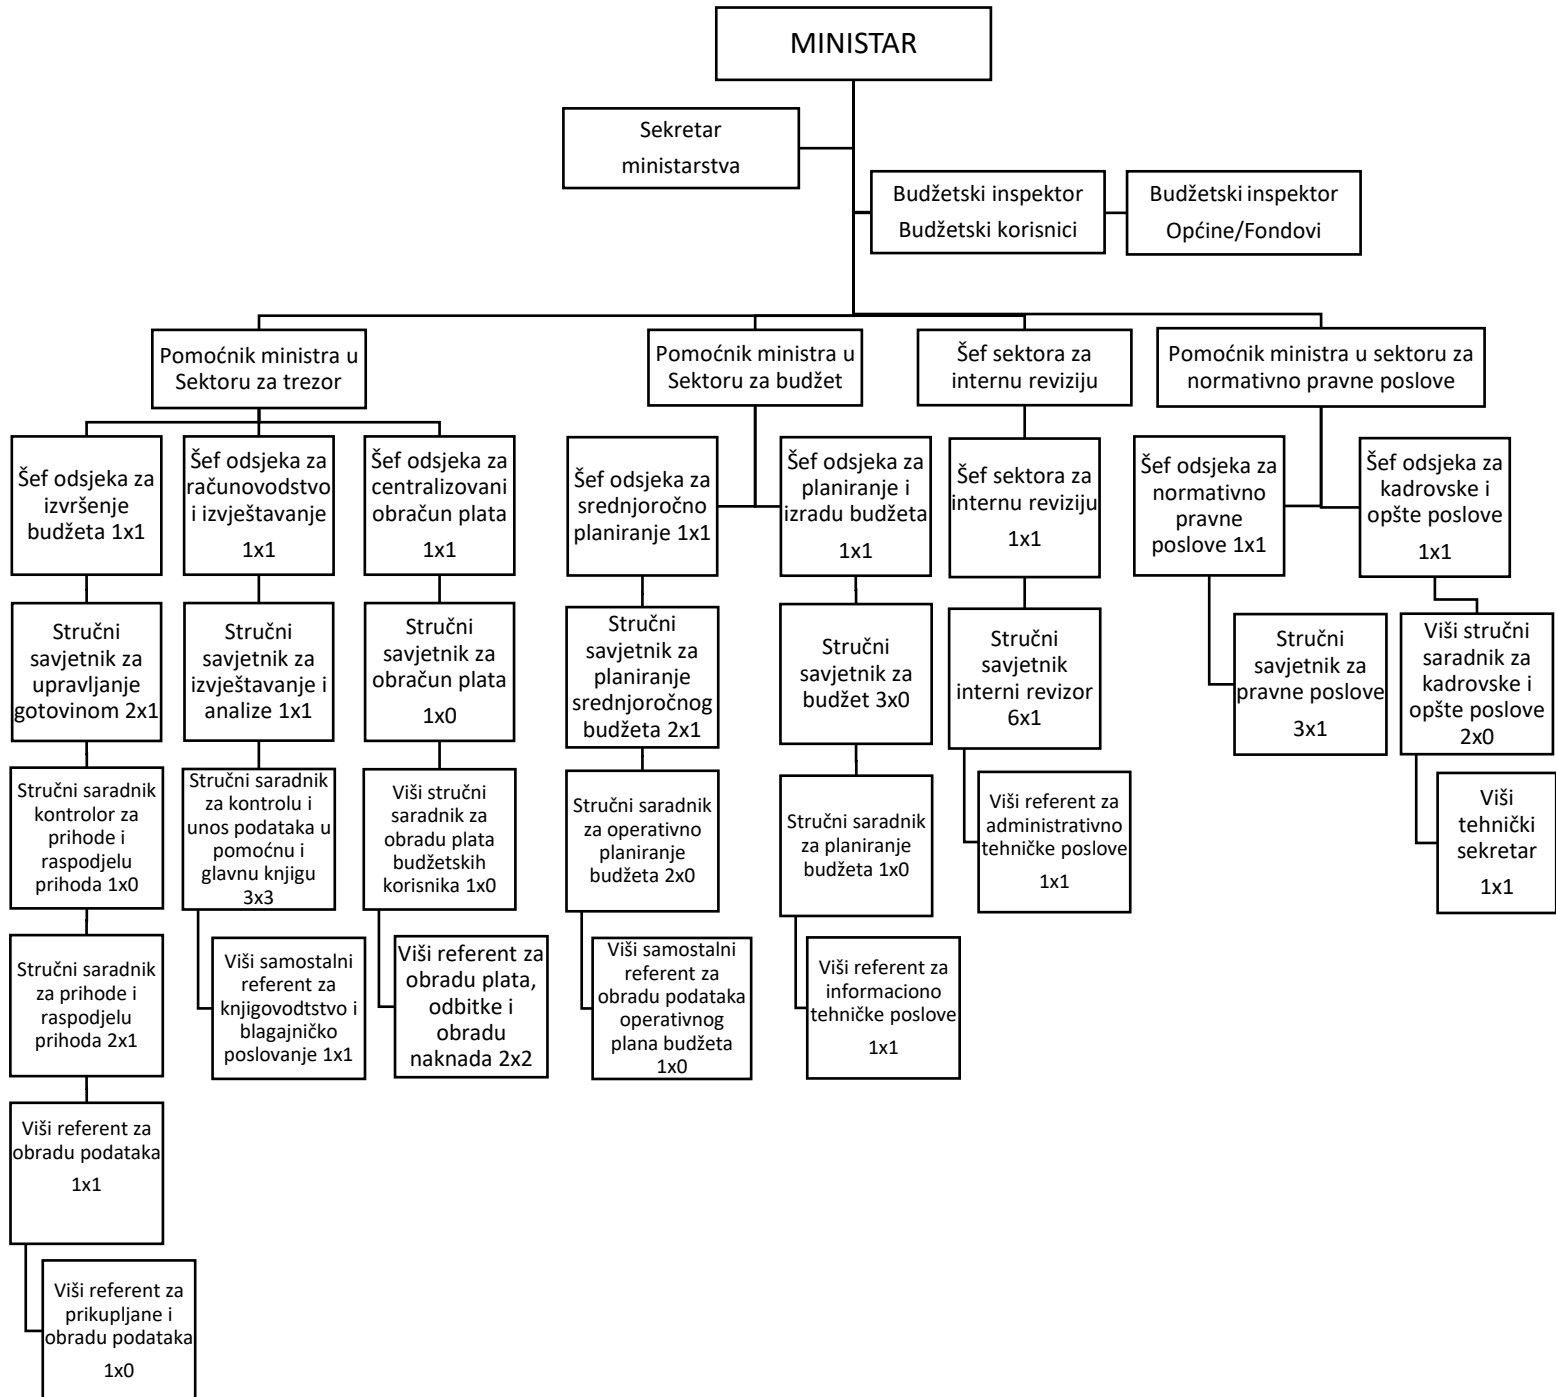 MINISTAR
Sekretar
ministarstva
Budžetski inspektor
Budžetski korisnici
Budžetski inspektor
Općine/Fondovi
Pomoćnik ministra u
Sektoru za trezor
Pomoćnik ministra u
Sektoru za budžet
Šef sektora za
internu reviziju
Pomoćnik ministra u sektoru za
normativno pravne poslove
Šef odsjeka za
izvršenje
budžeta 1x1
Šef odsjeka za
računovodstvo
i izvještavanje
1x1
Šef odsjeka za
centralizovani
obračun plata
1x1
Šef odsjeka za
srednjoročno
planiranje 1x1
Šef odsjeka za
planiranje i
izradu budžeta
1x1
Šef sektora za
internu reviziju
1x1
Šef odsjeka za
normativno
pravne
poslove 1x1
Šef odsjeka za
kadrovske i
opšte poslove
1x1
Stručni
savjetnik za
upravljanje
gotovinom 2x1
Stručni
savjetnik za
izvještavanje i
analize 1x1
Stručni
savjetnik za
obračun plata
1x0
Stručni
savjetnik za
planiranje
srednjoročnog
budžeta 2x1
Stručni
savjetnik za
budžet 3x0
Stručni
savjetnik
interni revizor
6x1
Stručni
savjetnik za
pravne poslove
3x1
Viši stručni
saradnik za
kadrovske i
opšte poslove
2x0
Stručni saradnik
kontrolor za
prihode i
raspodjelu
prihoda 1x0
Stručni saradnik
za kontrolu i
unos podataka u
pomoćnu i
glavnu knjigu
3x3
Viši stručni
saradnik za
obradu plata
budžetskih
korisnika 1x0
Stručni saradnik
za operativno
planiranje
budžeta 2x0
Stručni saradnik
za planiranje
budžeta 1x0
Viši referent za
administrativno
tehničke poslove
1x1
Viši
tehnički
sekretar
1x1
Stručni saradnik
za prihode i
raspodjelu
prihoda 2x1
Viši samostalni
referent za
knjigovodtstvo i
blagajničko
poslovanje 1x1
Viši referent za
obradu plata,
odbitke i
obradu
naknada 2x2
Viši samostalni
referent za
obradu podataka
operativnog
plana budžeta
1x0
Viši referent za
informaciono
tehničke poslove
1x1
Viši referent za
obradu podataka
1x1
Viši referent za
prikupljane i
obradu podataka
1x0